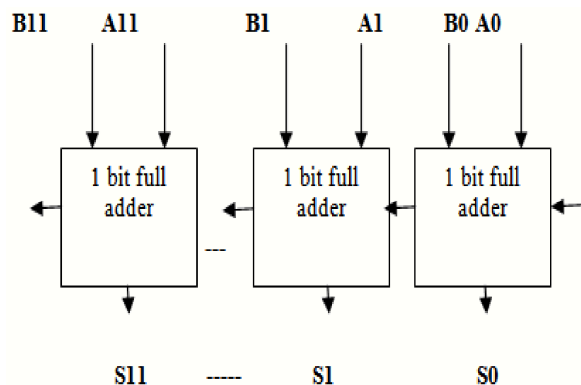 B11 A11 B1 A1 B0 A0
1 bit full adder
1 bit full adder
1 bit full adder
---
S11 ----- S1 S0